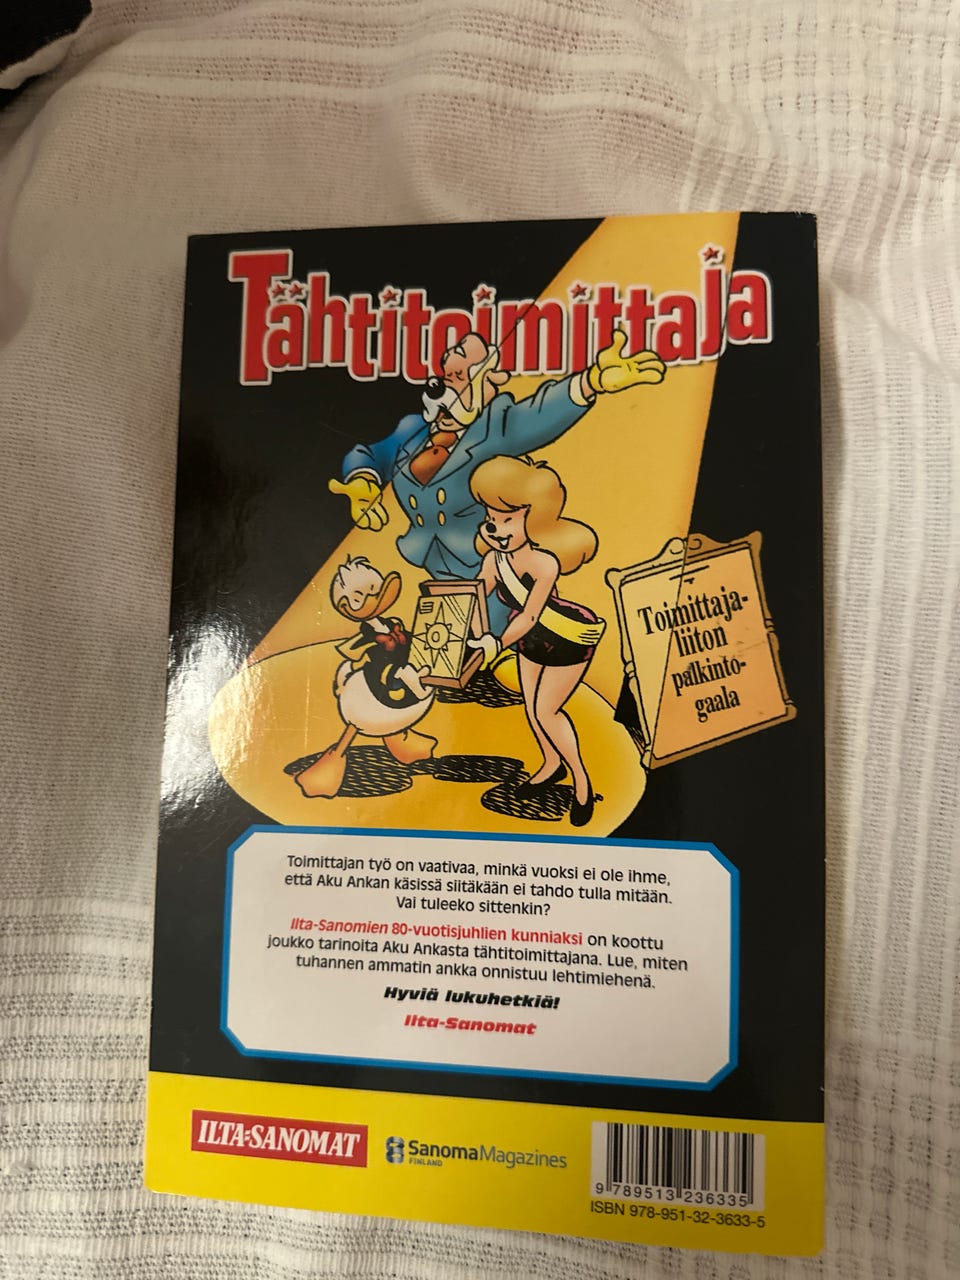 Tähtitoimittaja
Toimittaja-
liiton
palkinto-
gaala
Toimittajan työ on vaativaa, minkä vuoksi ei ole ihme,
että Aku Ankan käsissä siitäkään ei tahdo tulla mitään.
Vai tuleeko sittenkin?
Ilta-Sanomien 80-vuotisjuhlien kunniaksi on koottu
joukko tarinoita Aku Ankasta tähtitoimittajana. Lue, miten
tuhannen ammatin ankka onnistuu lehtimiehenä.
Hyviä lukuhetkiä!
Ilta-Sanomat
ILTA-SANOMAT
SanomaMagazines
FINLAND
9 789513 236335
ISBN 978-951-32-3633-5